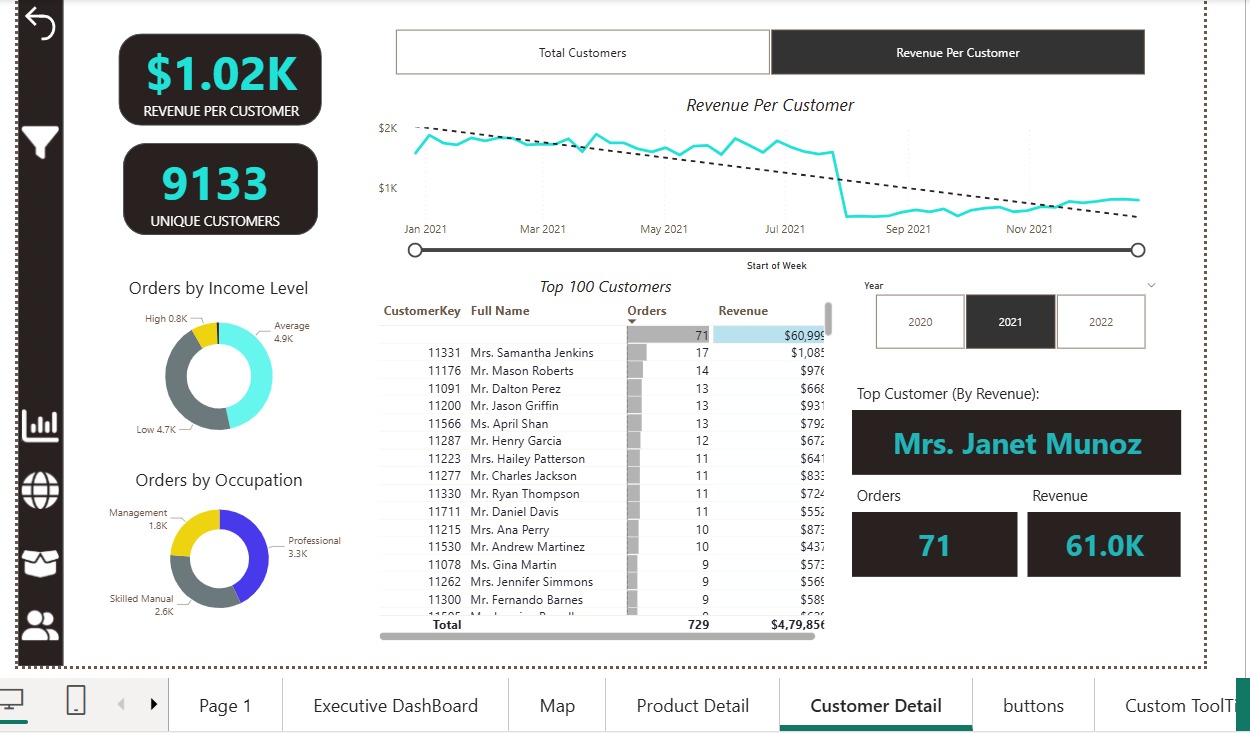 $1.02K
REVENUE PER CUSTOMER
9133
UNIQUE CUSTOMERS
Orders by Income Level
High 0.8K
Average
4.9K
Low 4.7K
Orders by Occupation
Management
1.8K
Professional
3.3K
Skilled Manual
2.6K
Total Customers
Revenue Per Customer
Revenue Per Customer
$2K
$1K
Jan 2021 Mar 2021 May 2021 Jul 2021 Sep 2021 Nov 2021
Start of Week
Top 100 Customers
CustomerKey Full Name Orders Revenue
71 $60,999
11331 Mrs. Samantha Jenkins 17 $1,085
11176 Mr. Mason Roberts 14 $976
11091 Mr. Dalton Perez 13 $668
11200 Mr. Jason Griffin 13 $931
11566 Ms. April Shan 13 $792
11287 Mr. Henry Garcia 12 $672
11223 Mrs. Hailey Patterson 11 $641
11277 Mr. Charles Jackson 11 $833
11330 Mr. Ryan Thompson 11 $724
11711 Mr. Daniel Davis 11 $552
11215 Mrs. Ana Perry 10 $873
11530 Mr. Andrew Martinez 10 $437
11078 Ms. Gina Martin 9 $573
11262 Mrs. Jennifer Simmons 9 $569
11300 Mr. Fernando Barnes 9 $589
Total 729 $4,79,856
Year
2020 2021 2022
Top Customer (By Revenue):
Mrs. Janet Munoz
Orders Revenue
71 61.0K
Page 1 Executive DashBoard Map Product Detail Customer Detail buttons Custom ToolTi